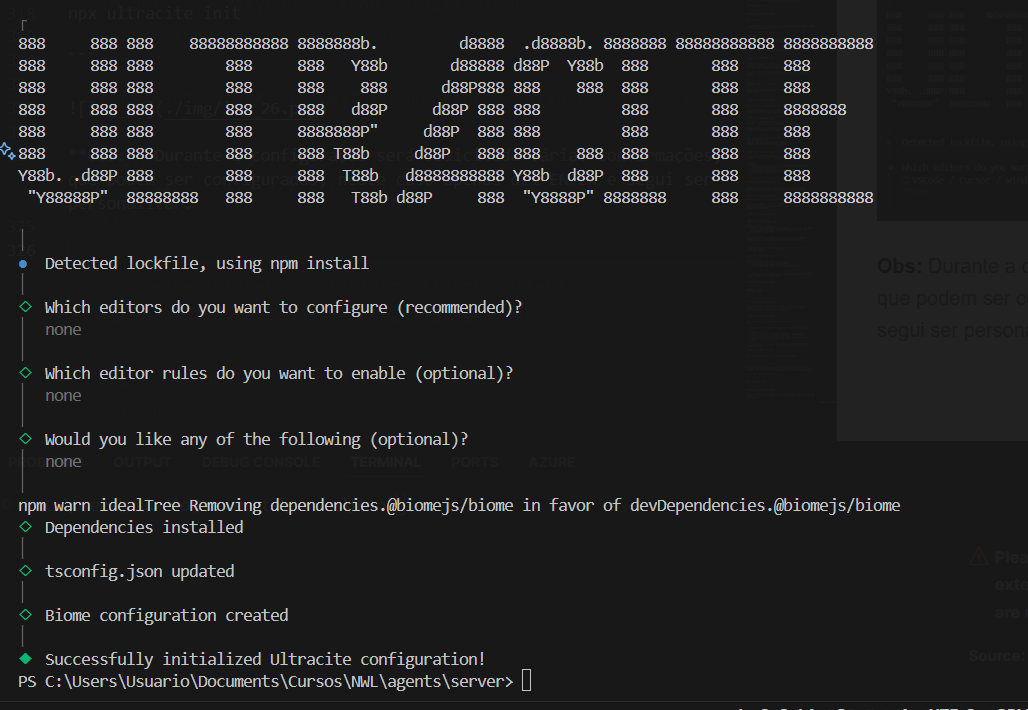 npx ultracite init
888      888 888    88888888888 8888888b.         d8888  .d8888b. 8888888 88888888888 8888888888
888      888 888        888     888   Y88b       d88888 d88P  Y88b  888       888     888
888      888 888        888     888    888      d88P888 888    888  888       888     888
888      888 888        888     888   d88P     d88P 888 888         888       888     8888888
888      888 888        888     8888888P"     d88P  888 888         888       888     888
888      888 888        888     888 T88b     d88P   888 888    888  888       888     888
Y88b. .d88P 888        888     888  T88b   d8888888888 Y88b  d88P  888       888     888
"Y88888P"  88888888   888     888   T88b d88P     888  "Y8888P" 8888888     888     8888888888
Detected lockfile, using npm install
Which editors do you want to configure (recommended)?
none
Which editor rules do you want to enable (optional)?
none
Would you like any of the following (optional)?
none
npm warn idealTree Removing dependencies.@biomejs/biome in favor of devDependencies.@biomejs/biome
Dependencies installed
tsconfig.json updated
Biome configuration created
Successfully initialized Ultracite configuration!
PS C:\Users\Usuario\Documents\Cursos\NWL\agents\server>
Obs: Durante a
que podem ser
segui ser
OUTPUT DEBUG CONSOLE TERMINAL PORTS AZURE